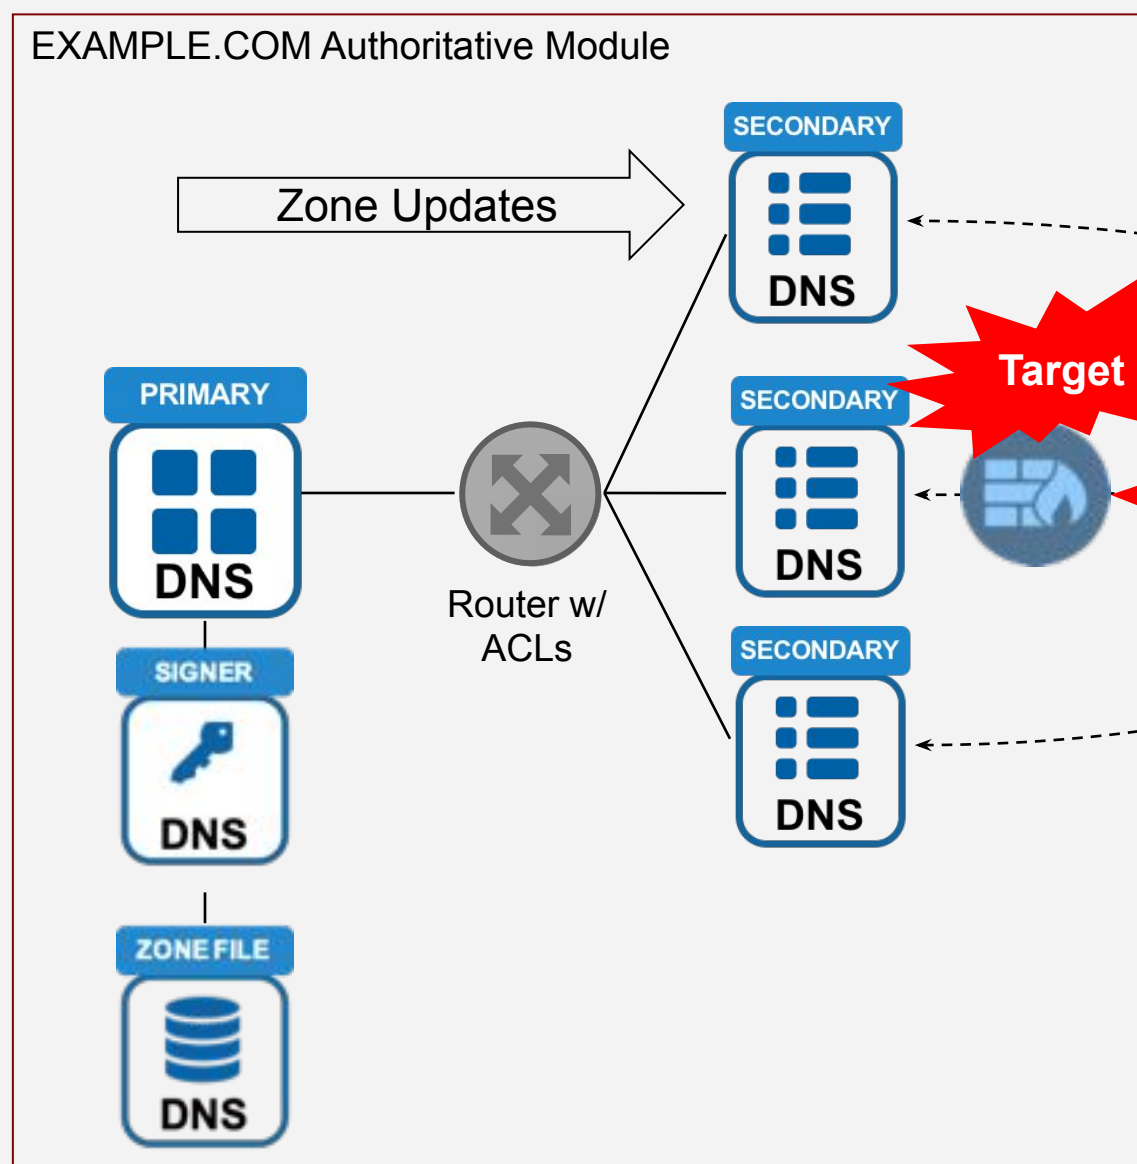 EXAMPLE.COM Authoritative Module
SECONDARY
DNS
Zone Updates
Target
PRIMARY
DNS
SECONDARY
DNS
Router w/
ACLs
SIGNER
DNS
SECONDARY
DNS
ZONE FILE
DNS